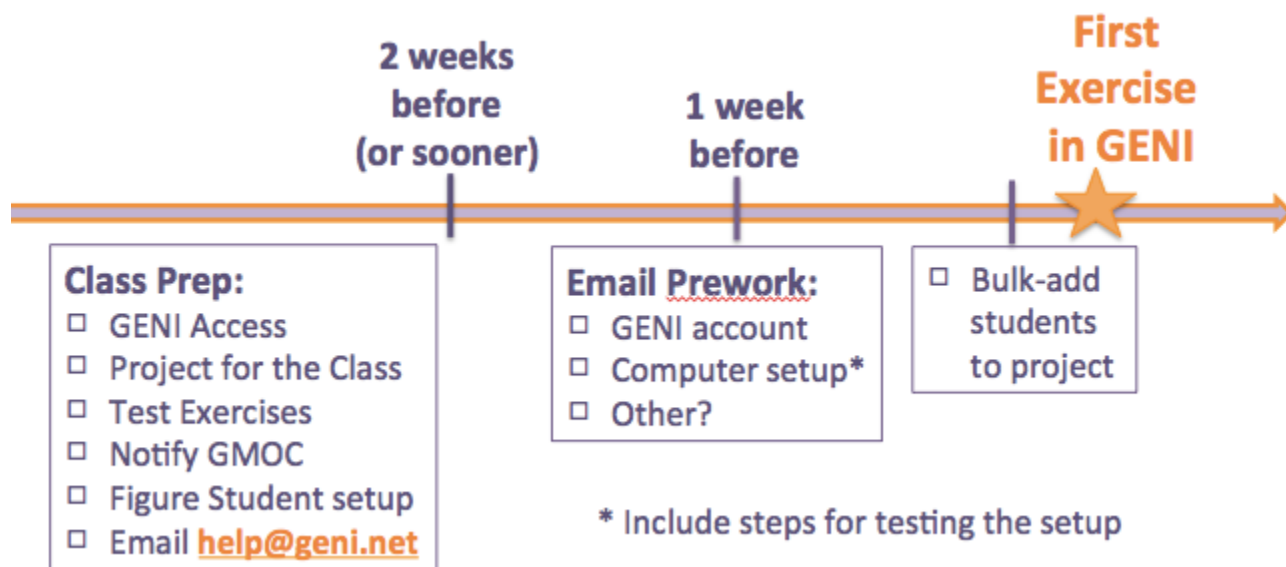 2 weeks
before
(or sooner)
1 week
before
First
Exercise
in GENI
Class Prep:
GENI Access
Project for the Class
Test Exercises
Notify GMOC
Figure Student setup
Email help@geni.net
Email Prework:
GENI account
Computer setup*
Other?
Bulk-add
students
to project
* Include steps for testing the setup